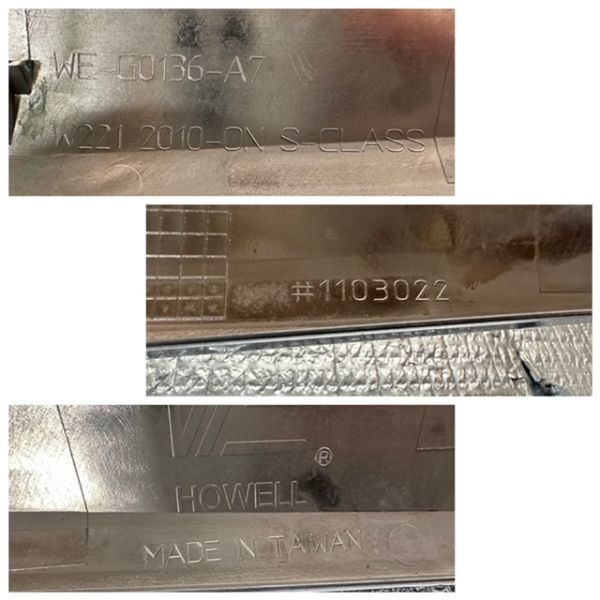 WE-G0136-A7
W221 2010-ON S-CLASS
#1103022
®
HOWELL
MADE IN TAIWAN